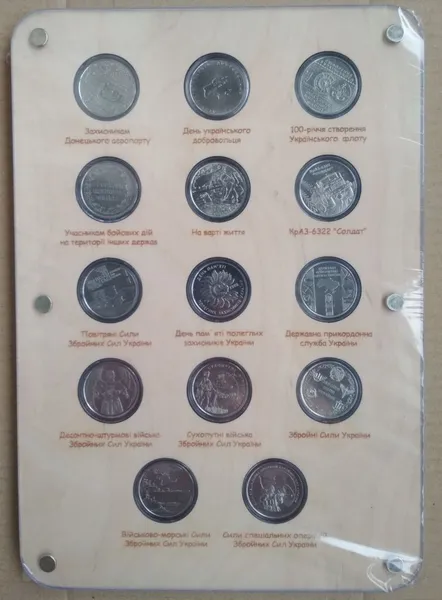 Захисникам
Донецького аеропорту
День українського
добровольця
100-річчя створення
Українського флоту
Учасникам бойових дій
на території інших держав
На варті життя
КрАЗ-6322 "Солдат"
Повітряні Сили
Збройних Сил України
День пам`яті полеглих
захисників України
Державна прикордонна
служба України
Десантно-штурмові війська
Збройних Сил України
Сухопутні війська
Збройних Сил України
Збройні Сили України
Військово-морські Сили
Збройних Сил України
Сили спеціальних операцій
Збройних Сил України